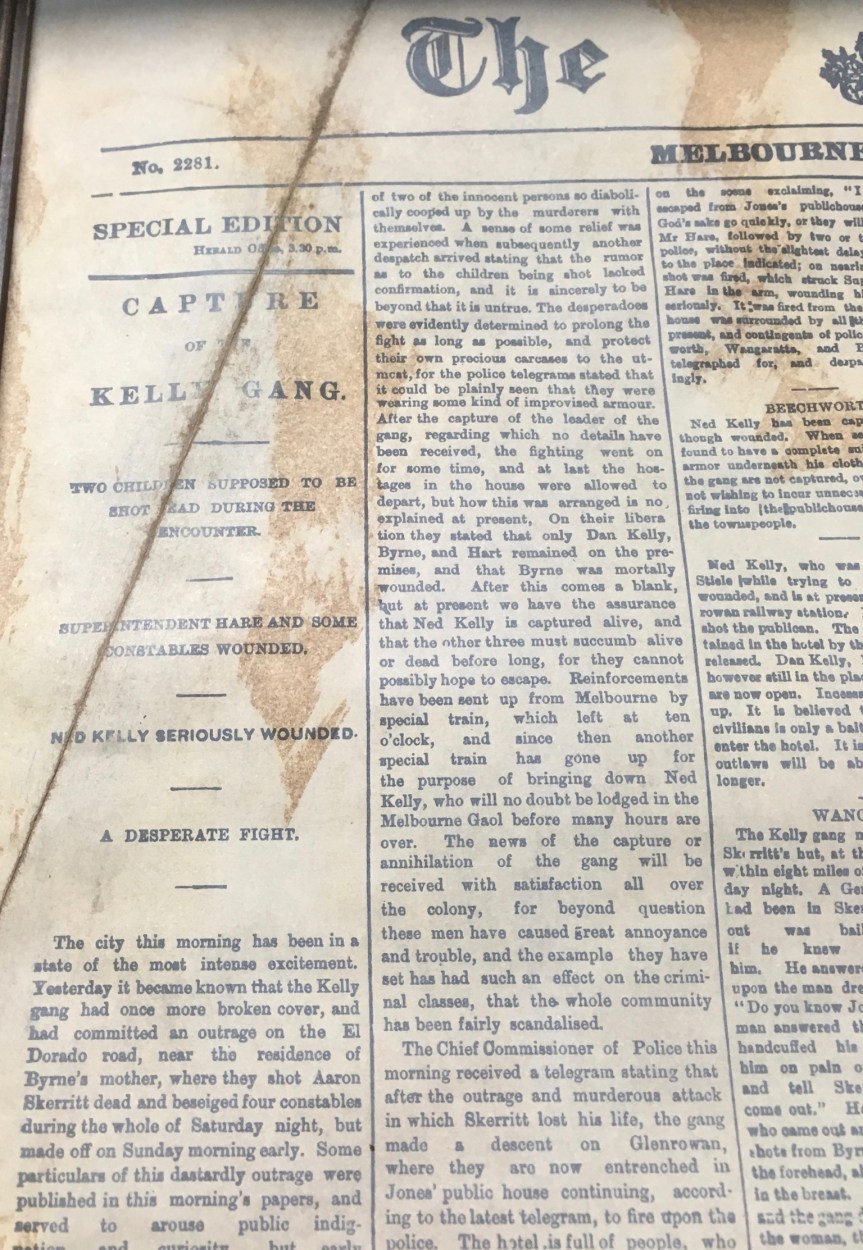 The
No. 2281.
MELBOURNE
SPECIAL EDITION
HERALD Office, 3.30 p.m.
CAPTURE
OF THE
KELLY GANG.
TWO CHILDREN SUPPOSED TO BE
SHOT DEAD DURING THE
ENCOUNTER.
SUPERINTENDENT HARE AND SOME
CONSTABLES WOUNDED.
NED KELLY SERIOUSLY WOUNDED.
A DESPERATE FIGHT.
The city this morning has been in a
state of the most intense excitement.
Yesterday it became known that the Kelly
gang had once more broken cover, and
had committed an outrage on the El
Dorado road, near the residence of
Byrne's mother, where they shot Aaron
Skerritt dead and beseiged four constables
during the whole of Saturday night, but
made off on Sunday morning early. Some
particulars of this dastardly outrage were
published in this morning's papers, and
served to arouse public indig-
nation and curiosity, but early
of two of the innocent persons so diaboli-
cally cooped up by the murderers with
themselves. A sense of some relief was
experienced when subsequently another
despatch arrived stating that the rumor
as to the children being shot lacked
confirmation, and it is sincerely to be
beyond that it is untrue. The desperadoes
were evidently determined to prolong the
fight as long as possible, and protect
their own precious carcases to the ut-
most, for the police telegrams stated that
it could be plainly seen that they were
wearing some kind of improvised armour.
After the capture of the leader of the
gang, regarding which no details have
been received, the fighting went on
for some time, and at last the hos-
tages in the house were allowed to
depart, but how this was arranged is no
explained at present, On their libera
tion they stated that only Dan Kelly,
Byrne, and Hart remained on the pre-
mises, and that Byrne was mortally
wounded. After this comes a blank,
but at present we have the assurance
that Ned Kelly is captured alive, and
that the other three must succumb alive
or dead before long, for they cannot
possibly hope to escape. Reinforcements
have been sent up from Melbourne by
special train, which left at ten
o'clock, and since then another
special train has gone up for
the purpose of bringing down Ned
Kelly, who will no doubt be lodged in the
Melbourne Gaol before many hours are
over. The news of the capture or
annihilation of the gang will be
received with satisfaction all over
the colony, for beyond question
these men have caused great annoyance
and trouble, and the example they have
set has had such an effect on the crimi-
nal classes, that the whole community
has been fairly scandalised.
The Chief Commissioner of Police this
morning received a telegram stating that
after the outrage and murderous attack
in which Skerritt lost his life, the gang
made a descent on Glenrowan,
where they are now entrenched in
Jones' public house continuing, accord-
ing to the latest telegram, to fire upon the
police. The hotel is full of people, who
on the scene exclaiming, "I
escaped from Jones's publichouse
God's sake go quickly, or they will
Mr Hare, followed by two or t
police, without the slightest delay
to the place indicated; on nearin
shot was fired, which struck Sup
Hare in the arm, wounding hi
seriously. It was fired from the
house was surrounded by all the
present, and contingents of police
worth, Wangaratta, and B
telegraphed for, and despa
ingly.
BEECHWORT
Ned Kelly has been cap
though wounded. When se
found to have a complete su
armor underneath his cloth
the gang are not captured, o
not wishing to incur unneces
firing into the publichouse
the townspeople.
Ned Kelly, who was
Stiele while trying to
wounded, and is at presen
rowan railway station.
shot the publican. The
tained in the hotel by th
released. Dan Kelly,
however still in the plac
are now open. Incess
up. It is believed t
civilians is only a bait
enter the hotel. It is
outlaws will be ab
longer.
WANG
The Kelly gang
Skerritt's hut, at th
within eight miles o
day night. A Ger
had been in Sker
out was bail
if he knew
him. He answer
upon the man dre
"Do you know Jo
man answered th
handcuffed his
him on pain o
and tell Ske
come out." He
who came out an
shots from Byrn
the forehead, a
in the breast.
and the gang
the woman,